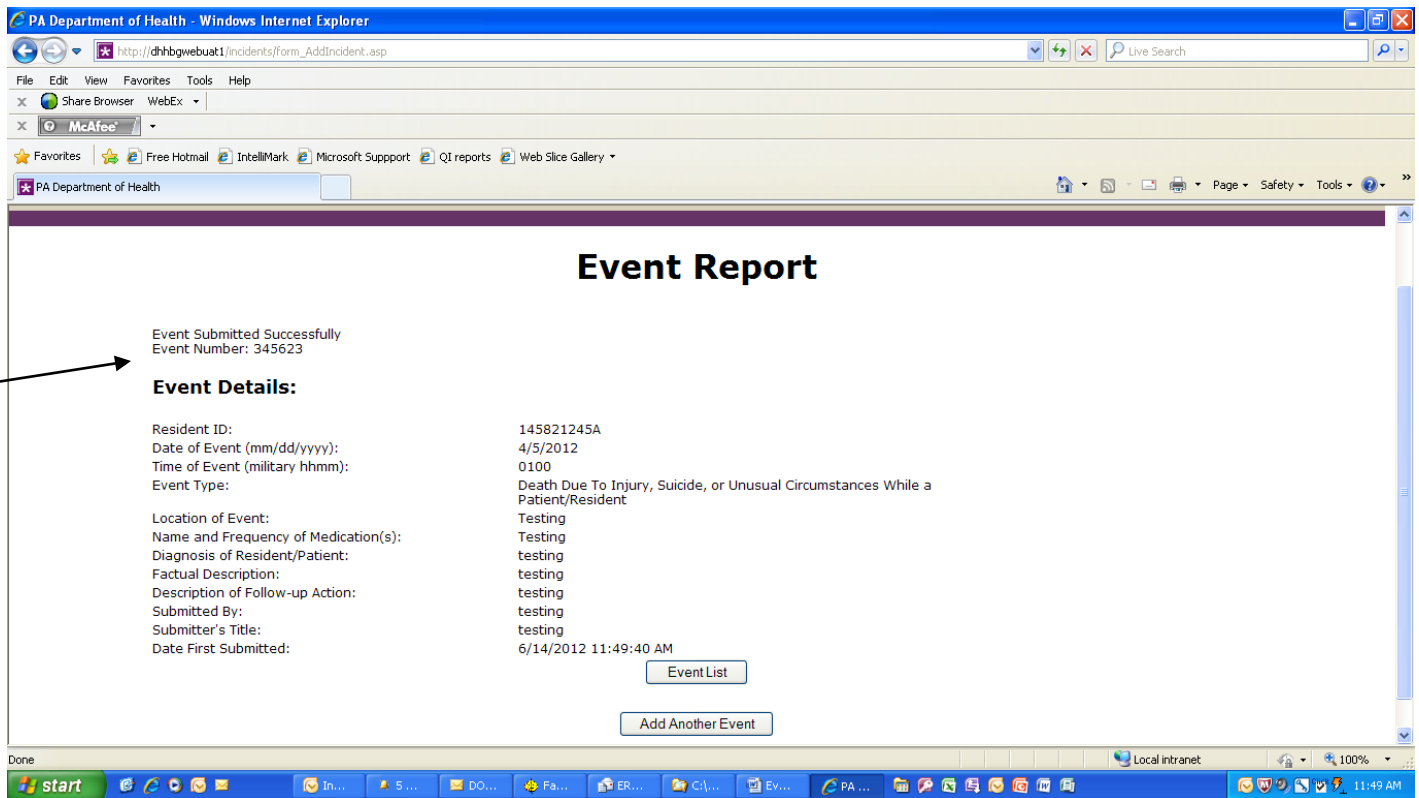 PA Department of Health - Windows Internet Explorer
http://dhhbgwebuat1/incidents/form_AddIncident.asp
Live Search
File Edit View Favorites Tools Help
x Share Browser WebEx
x McAfee
Favorites Free Hotmail IntelliMark Microsoft Suppport QI reports Web Slice Gallery
PA Department of Health
Page Safety Tools »
Event Report
Event Submitted Successfully
Event Number: 345623
Event Details:
Resident ID: 145821245A
Date of Event (mm/dd/yyyy): 4/5/2012
Time of Event (military hhmm): 0100
Event Type: Death Due To Injury, Suicide, or Unusual Circumstances While a
Patient/Resident
Location of Event: Testing
Name and Frequency of Medication(s): Testing
Diagnosis of Resident/Patient: testing
Factual Description: testing
Description of Follow-up Action: testing
Submitted By: testing
Submitter's Title: testing
Date First Submitted: 6/14/2012 11:49:40 AM
Event List
Add Another Event
Done Local intranet 100%
start In... 5 ... DO... Fa... ER... C:\... Ev... PA ... 11:49 AM